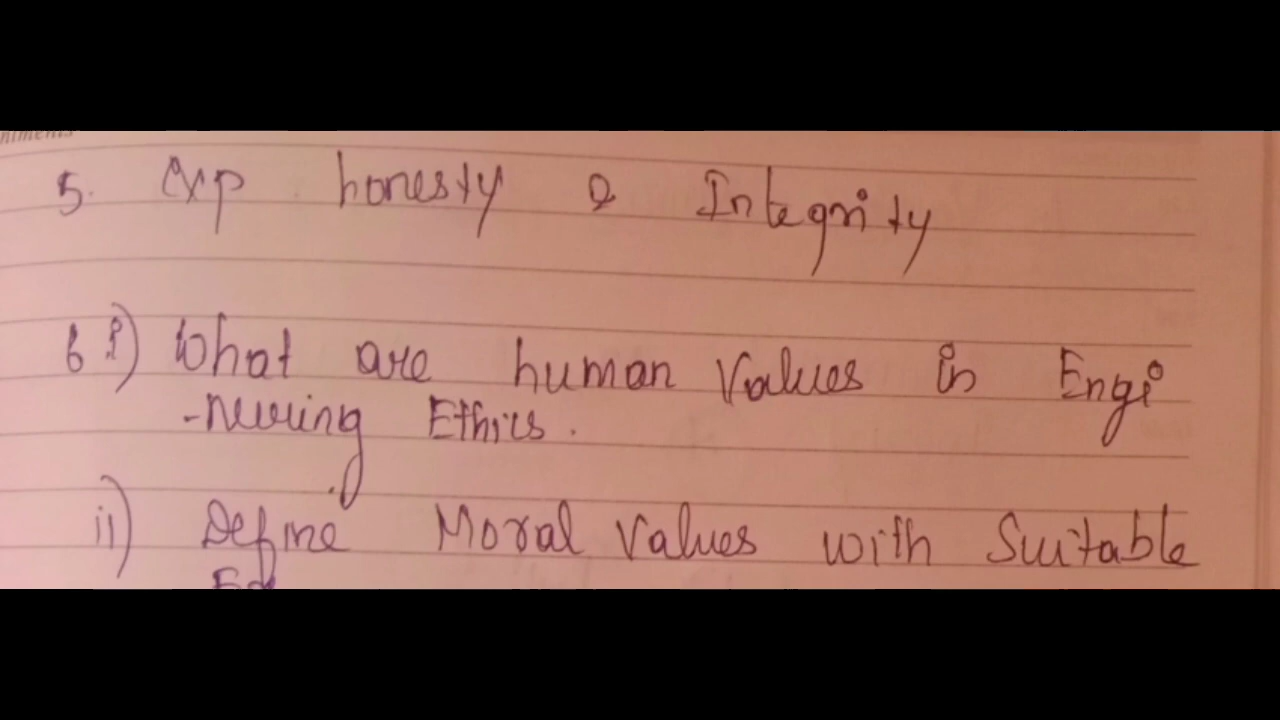 5. Exp honesty & Integrity
6 i) What are human Values in Engi
-neering Ethics.
ii) Define Moral Values with Suitable